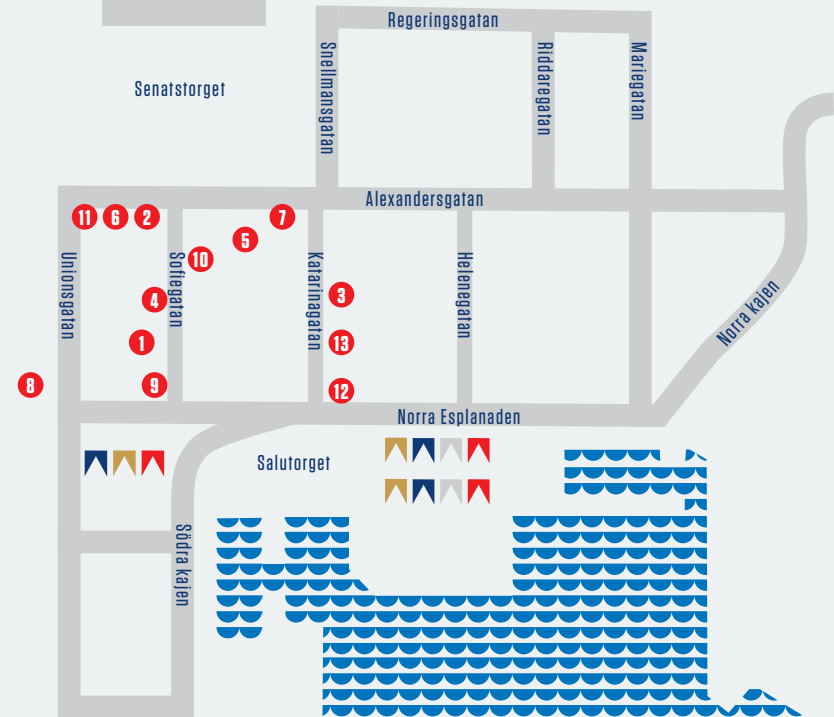 Regeringsgatan
Snellmansgatan
Riddaregatan
Mariegatan
Senatstorget
Alexandersgatan
11
6
2
7
5
10
Unionsgatan
Sofiegatan
Katarinagatan
Helenegatan
4
3
Norra kajen
1
13
8
9
12
Norra Esplanaden
Salutorget
Södra kajen